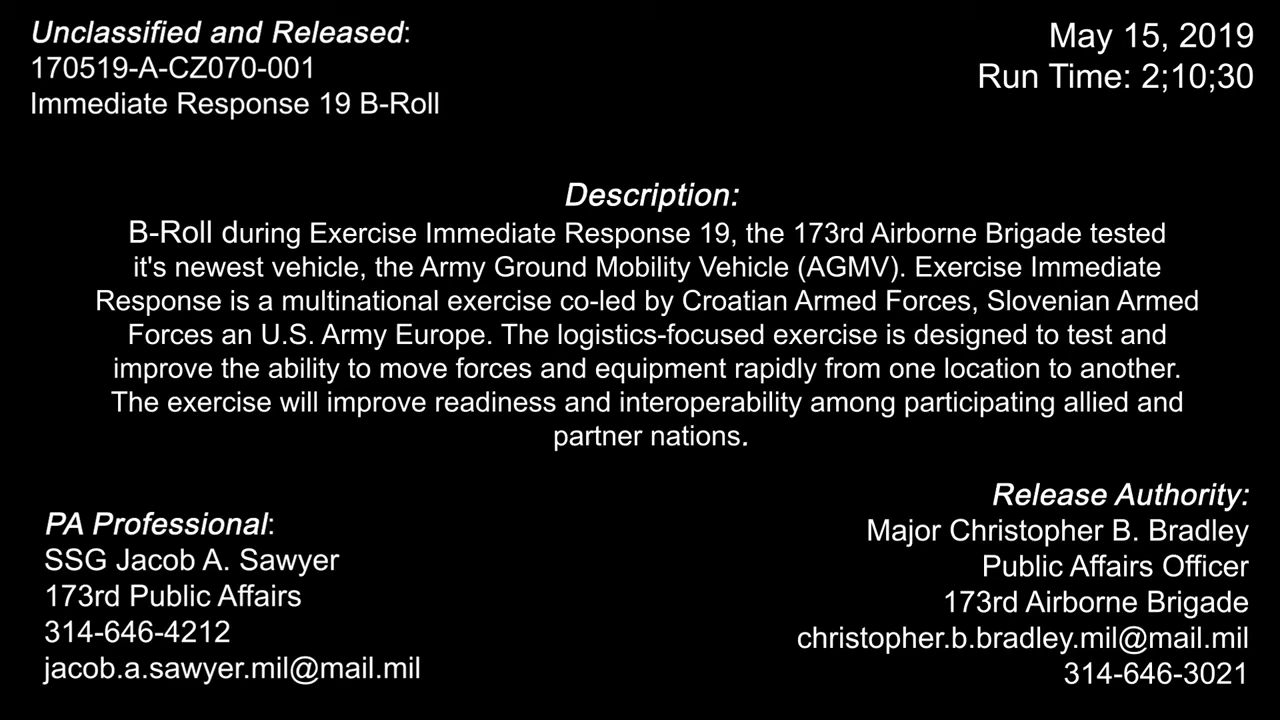 Unclassified and Released:
170519-A-CZ070-001
Immediate Response 19 B-Roll
May 15, 2019
Run Time: 2;10;30
Description:
B-Roll during Exercise Immediate Response 19, the 173rd Airborne Brigade tested
it's newest vehicle, the Army Ground Mobility Vehicle (AGMV). Exercise Immediate
Response is a multinational exercise co-led by Croatian Armed Forces, Slovenian Armed
Forces an U.S. Army Europe. The logistics-focused exercise is designed to test and
improve the ability to move forces and equipment rapidly from one location to another.
The exercise will improve readiness and interoperability among participating allied and
partner nations.
PA Professional:
SSG Jacob A. Sawyer
173rd Public Affairs
314-646-4212
jacob.a.sawyer.mil@mail.mil
Release Authority:
Major Christopher B. Bradley
Public Affairs Officer
173rd Airborne Brigade
christopher.b.bradley.mil@mail.mil
314-646-3021